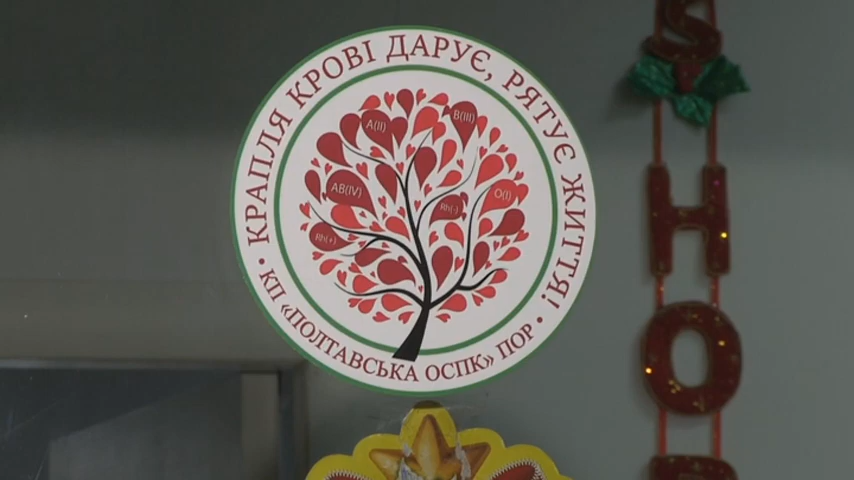 КРАПЛЯ КРОВІ ДАРУЄ, РЯТУЄ ЖИТТЯ!
A(II)
B(III)
AB(IV)
Rh(-)
O(I)
Rh(+)
• КП «ПОЛТАВСЬКА ОСПК» ПОР •
S
H
O